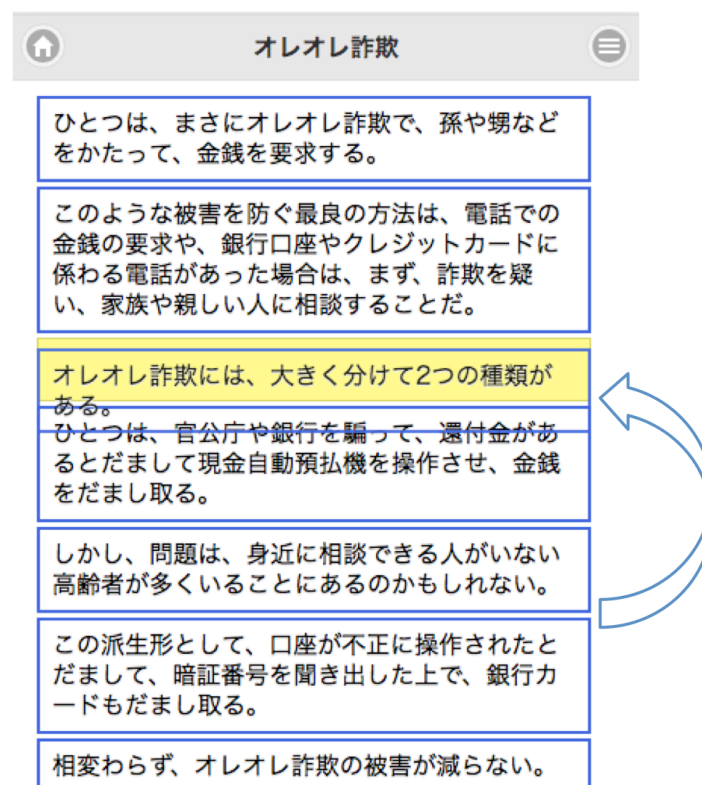 オレオレ詐欺
ひとつは、まさにオレオレ詐欺で、孫や甥など
をかたって、金銭を要求する。
このような被害を防ぐ最良の方法は、電話での
金銭の要求や、銀行口座やクレジットカードに
係わる電話があった場合は、まず、詐欺を疑
い、家族や親しい人に相談することだ。
オレオレ詐欺には、大きく分けて2つの種類が
ある。
ひとつは、官公庁や銀行を騙って、還付金があ
るとだまして現金自動預払機を操作させ、金銭
をだまし取る。
しかし、問題は、身近に相談できる人がいない
高齢者が多くいることにあるのかもしれない。
この派生形として、口座が不正に操作されたと
だまして、暗証番号を聞き出した上で、銀行カ
ードもだまし取る。
相変わらず、オレオレ詐欺の被害が減らない。